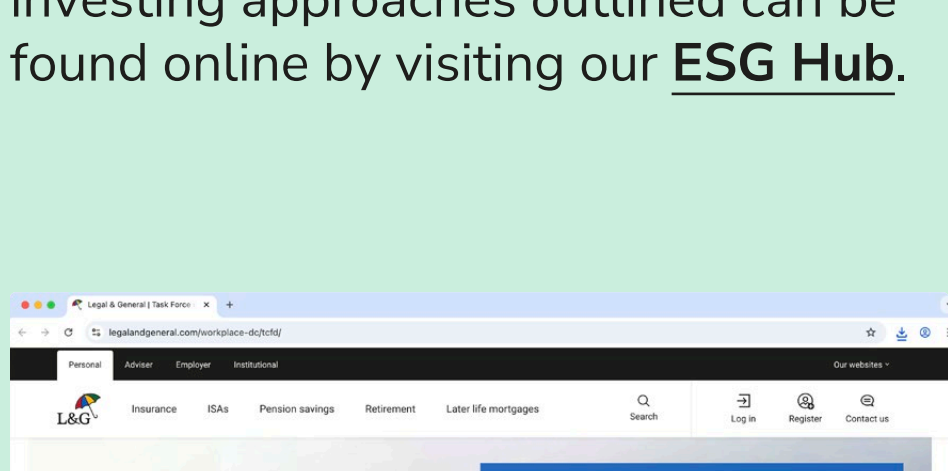 investing approaches outlined can be
found online by visiting our ESG Hub.
Legal & General | Task Force
legalandgeneral.com/workplace-dc/tcfd/
Personal Adviser Employer Institutional Our websites
L&G Insurance ISAs Pension savings Retirement Later life mortgages Search Log in Register Contact us